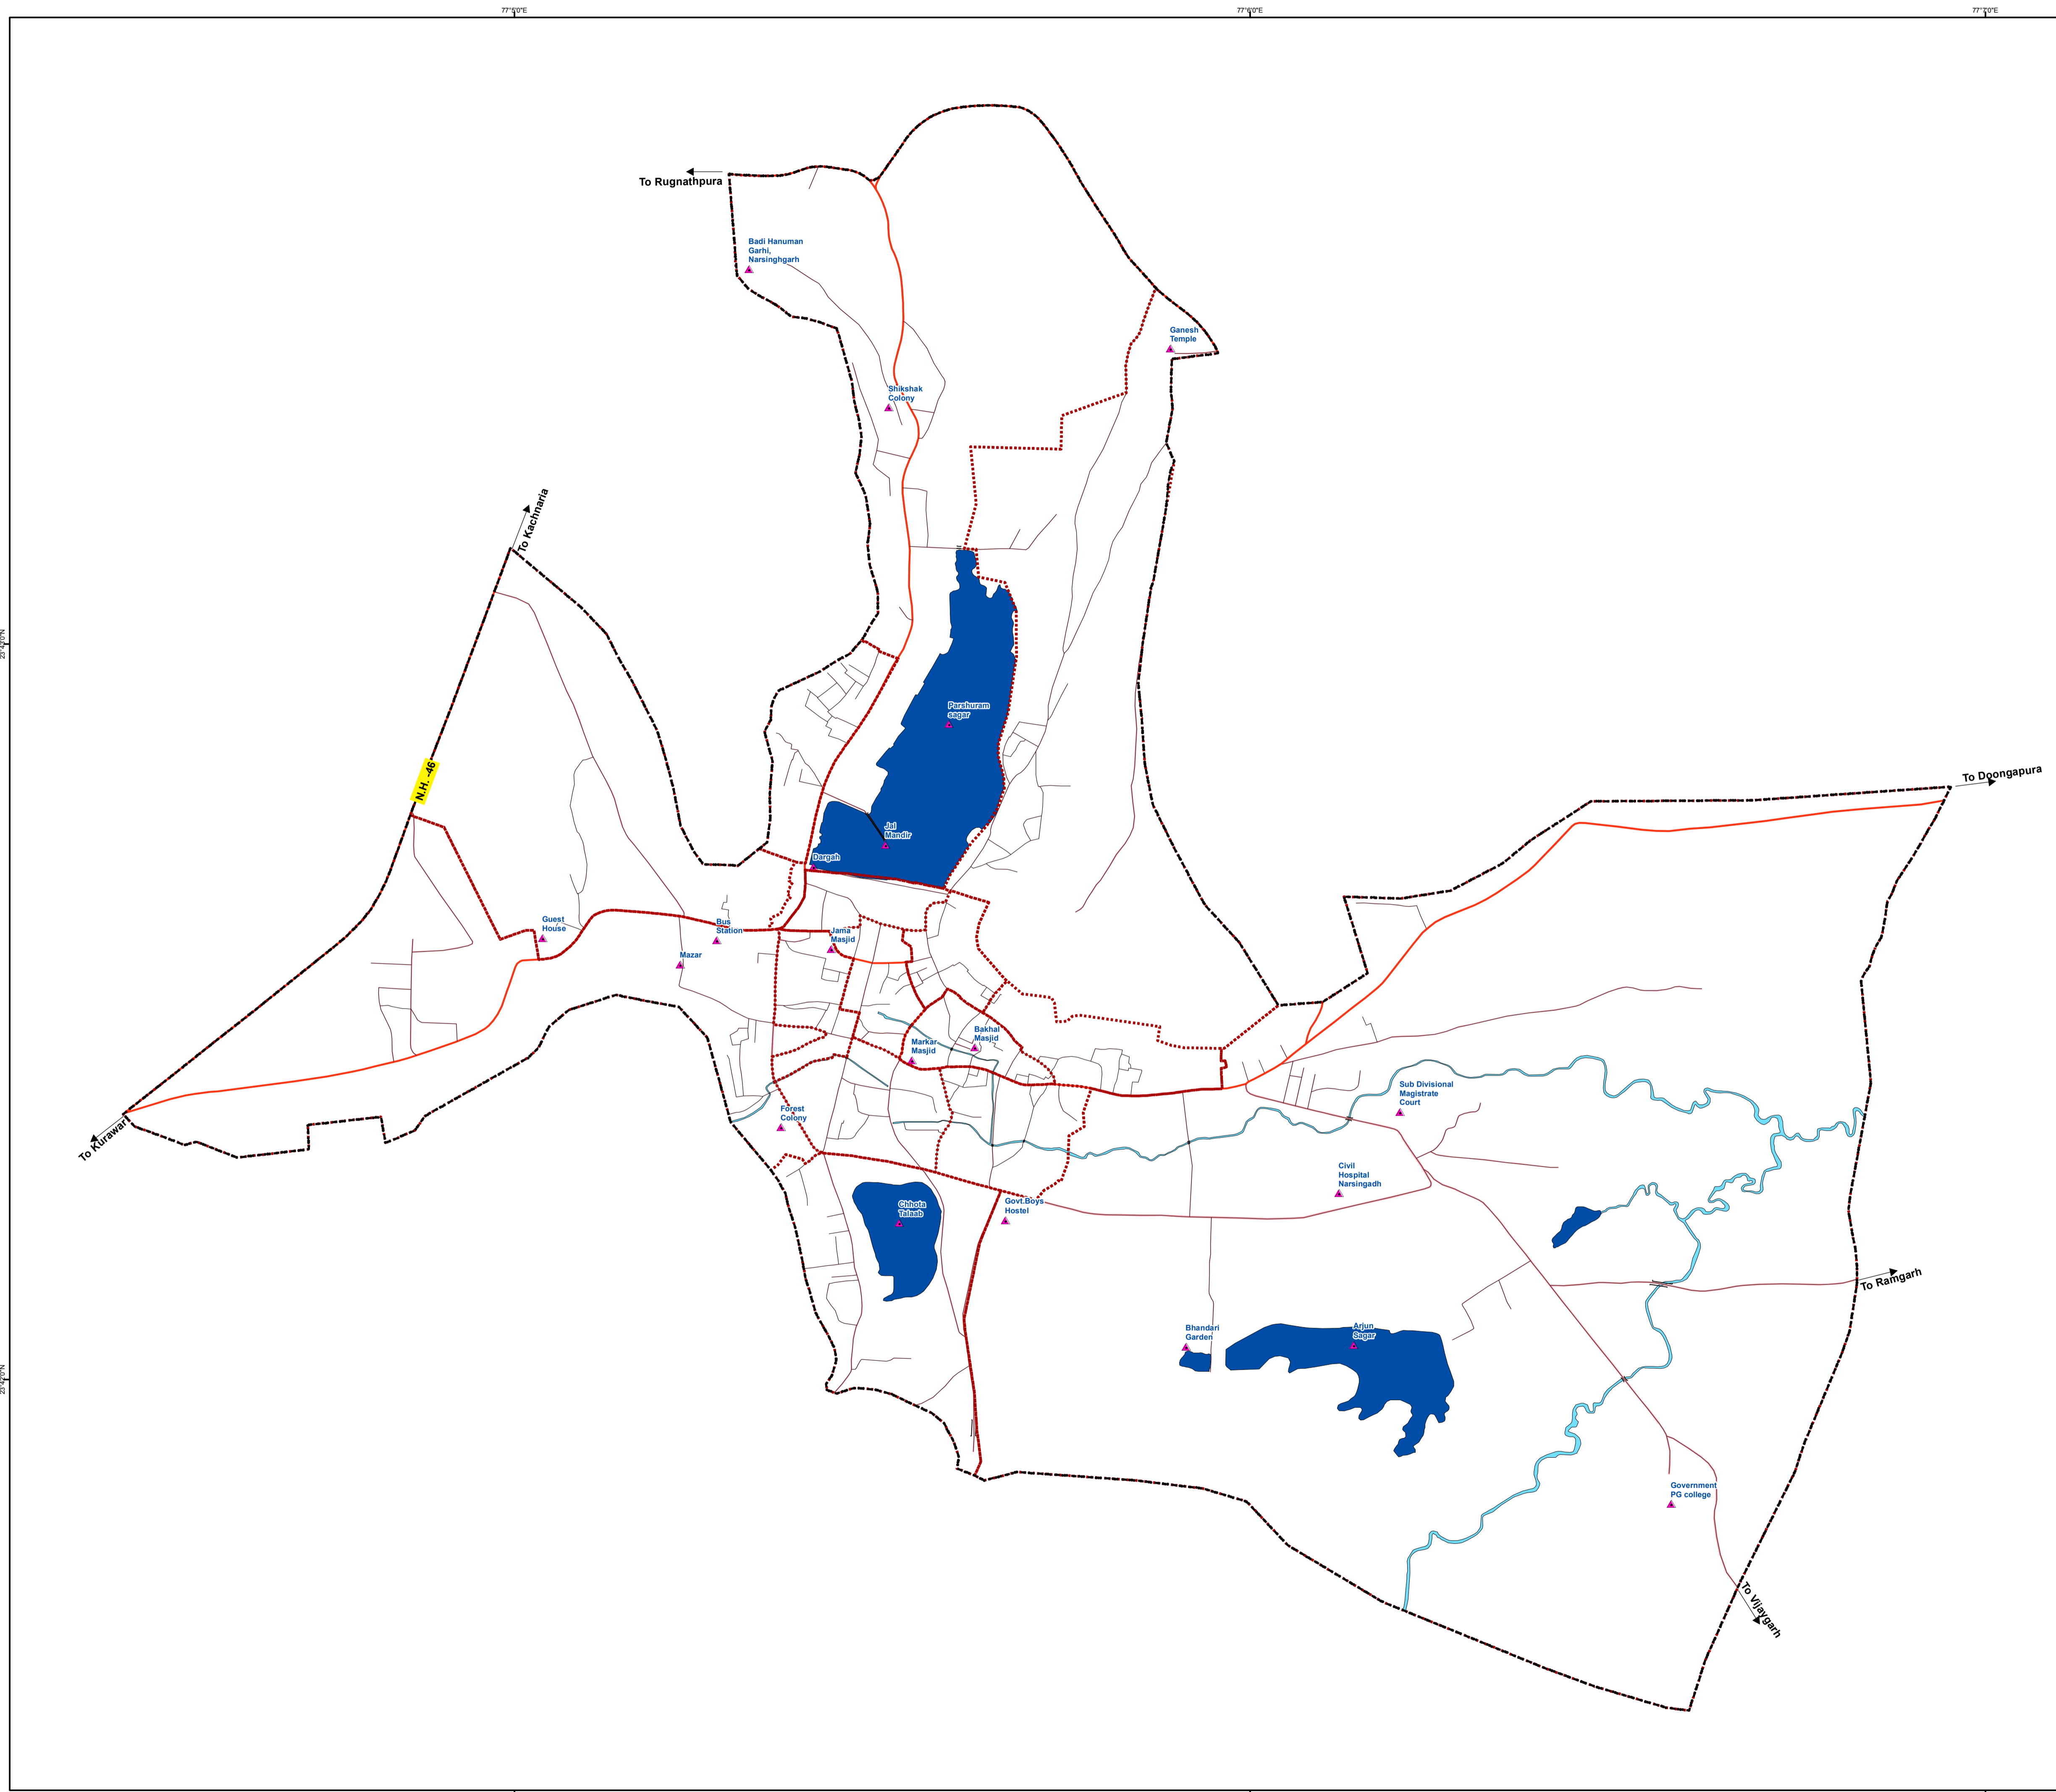 77°5'0"E
77°6'0"E
77°7'0"E
To Rugnathpura
Badi Hanuman
Garhi,
Narsinghgarh
Ganesh
Temple
Shikshak
Colony
To Kachnaria
Parshuram
sagar
N.H. -46
To Doongapura
Jal
Mandir
Dargah
Guest
House
Bus
Station
Jama
Masjid
Mazar
Bakhal
Masjid
Markar
Masjid
Sub Divisional
Magistrate
Court
Forest
Colony
To Kurawar
Civil
Hospital
Narsingadh
Chhota
Talaab
Govt.Boys
Hostel
To Ramgarh
Bhandari
Garden
Arjun
Sagar
Government
PG college
To Vijaygarh